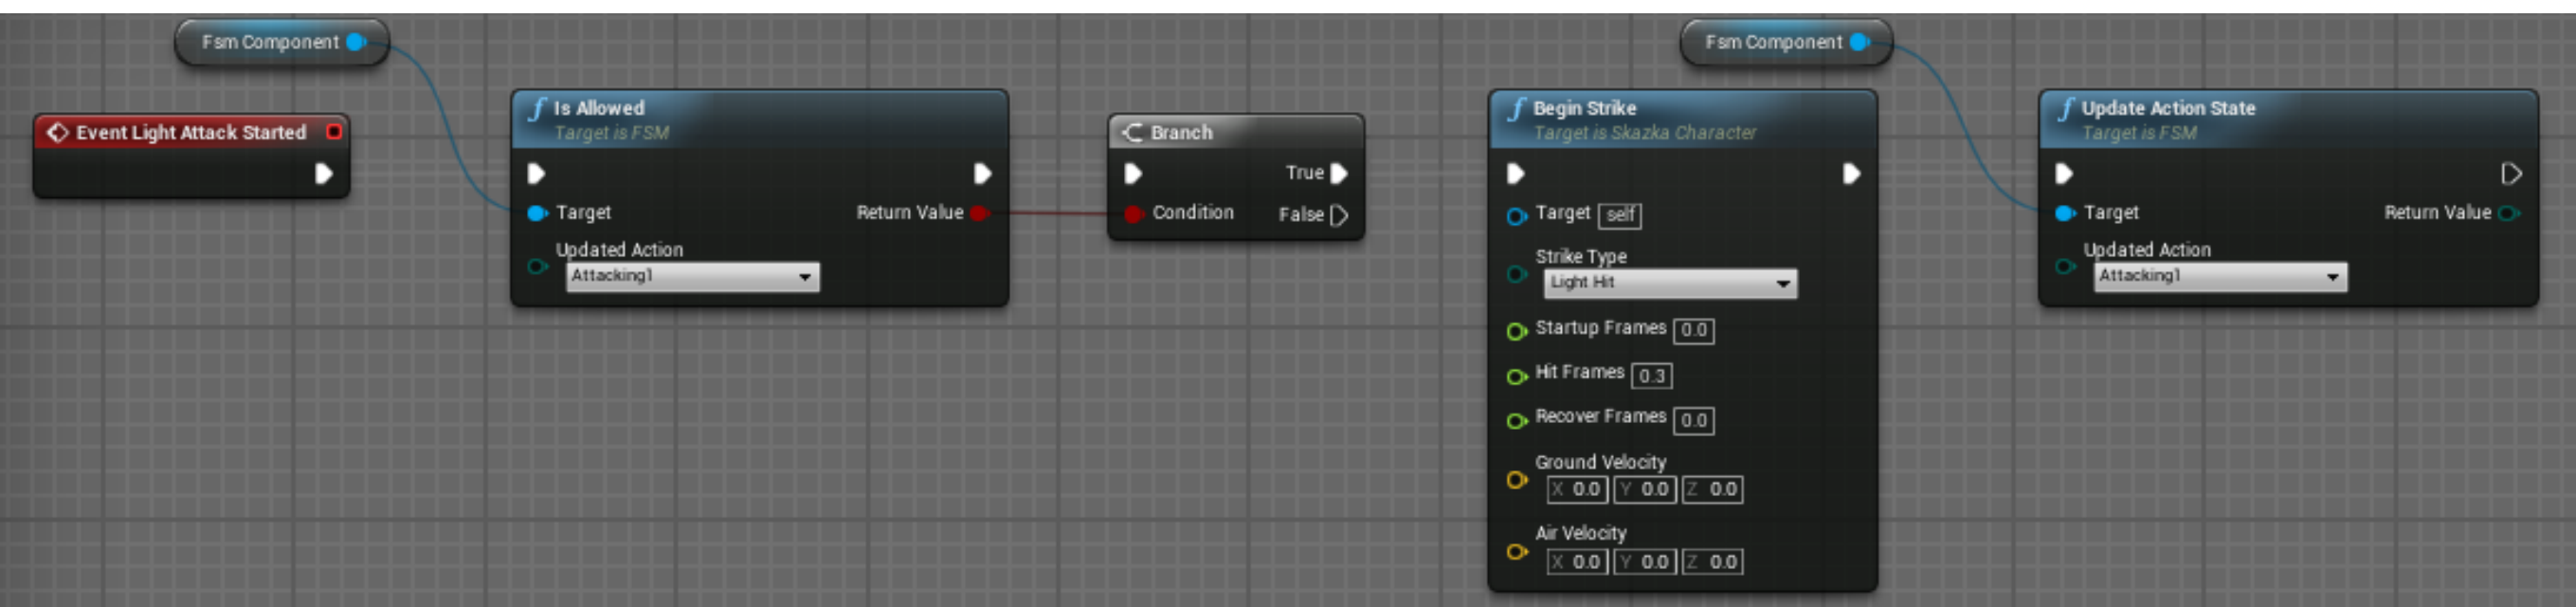 Fsm Component
Event Light Attack Started
Is Allowed
Target is FSM
Target
Return Value
Updated Action
Attacking1
Branch
True
Condition
False
Begin Strike
Target is Skazka Character
Target self
Strike Type
Light Hit
Startup Frames 0.0
Hit Frames 0.3
Recover Frames 0.0
Ground Velocity
X 0.0 Y 0.0 Z 0.0
Air Velocity
X 0.0 Y 0.0 Z 0.0
Fsm Component
Update Action State
Target is FSM
Target
Return Value
Updated Action
Attacking1